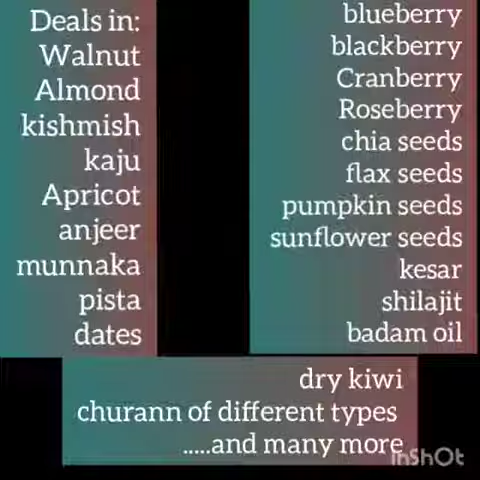 Deals in:
Walnut
Almond
kishmish
kaju
Apricot
anjeer
munnaka
pista
dates
blueberry
blackberry
Cranberry
Roseberry
chia seeds
flax seeds
pumpkin seeds
sunflower seeds
kesar
shilajit
badam oil
dry kiwi
churann of different types
.....and many more
InShOt